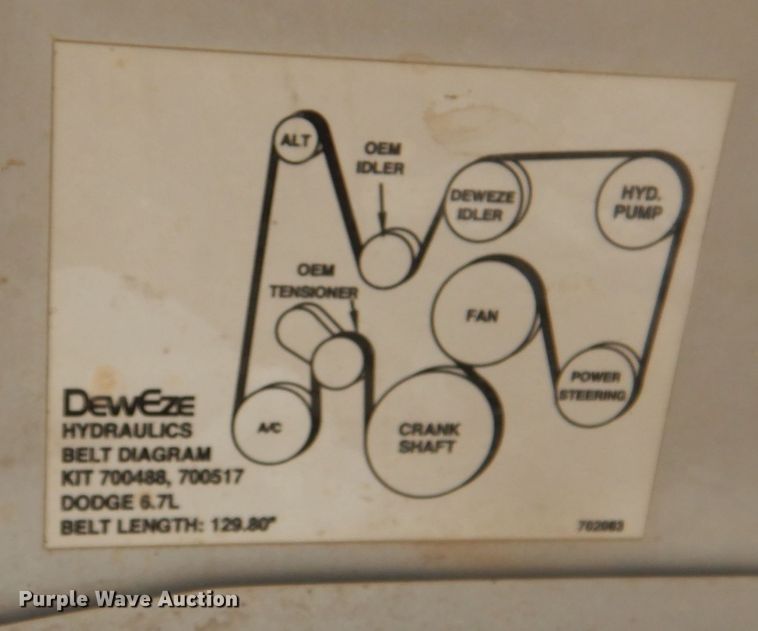 ALT
OEM
IDLER
DEWEZE
IDLER
HYD.
PUMP
OEM
TENSIONER
FAN
POWER
STEERING
A/C
CRANK
SHAFT
DewEze
HYDRAULICS
BELT DIAGRAM
KIT 700488, 700517
DODGE 6.7L
BELT LENGTH: 129.80"
702063
Purple Wave Auction